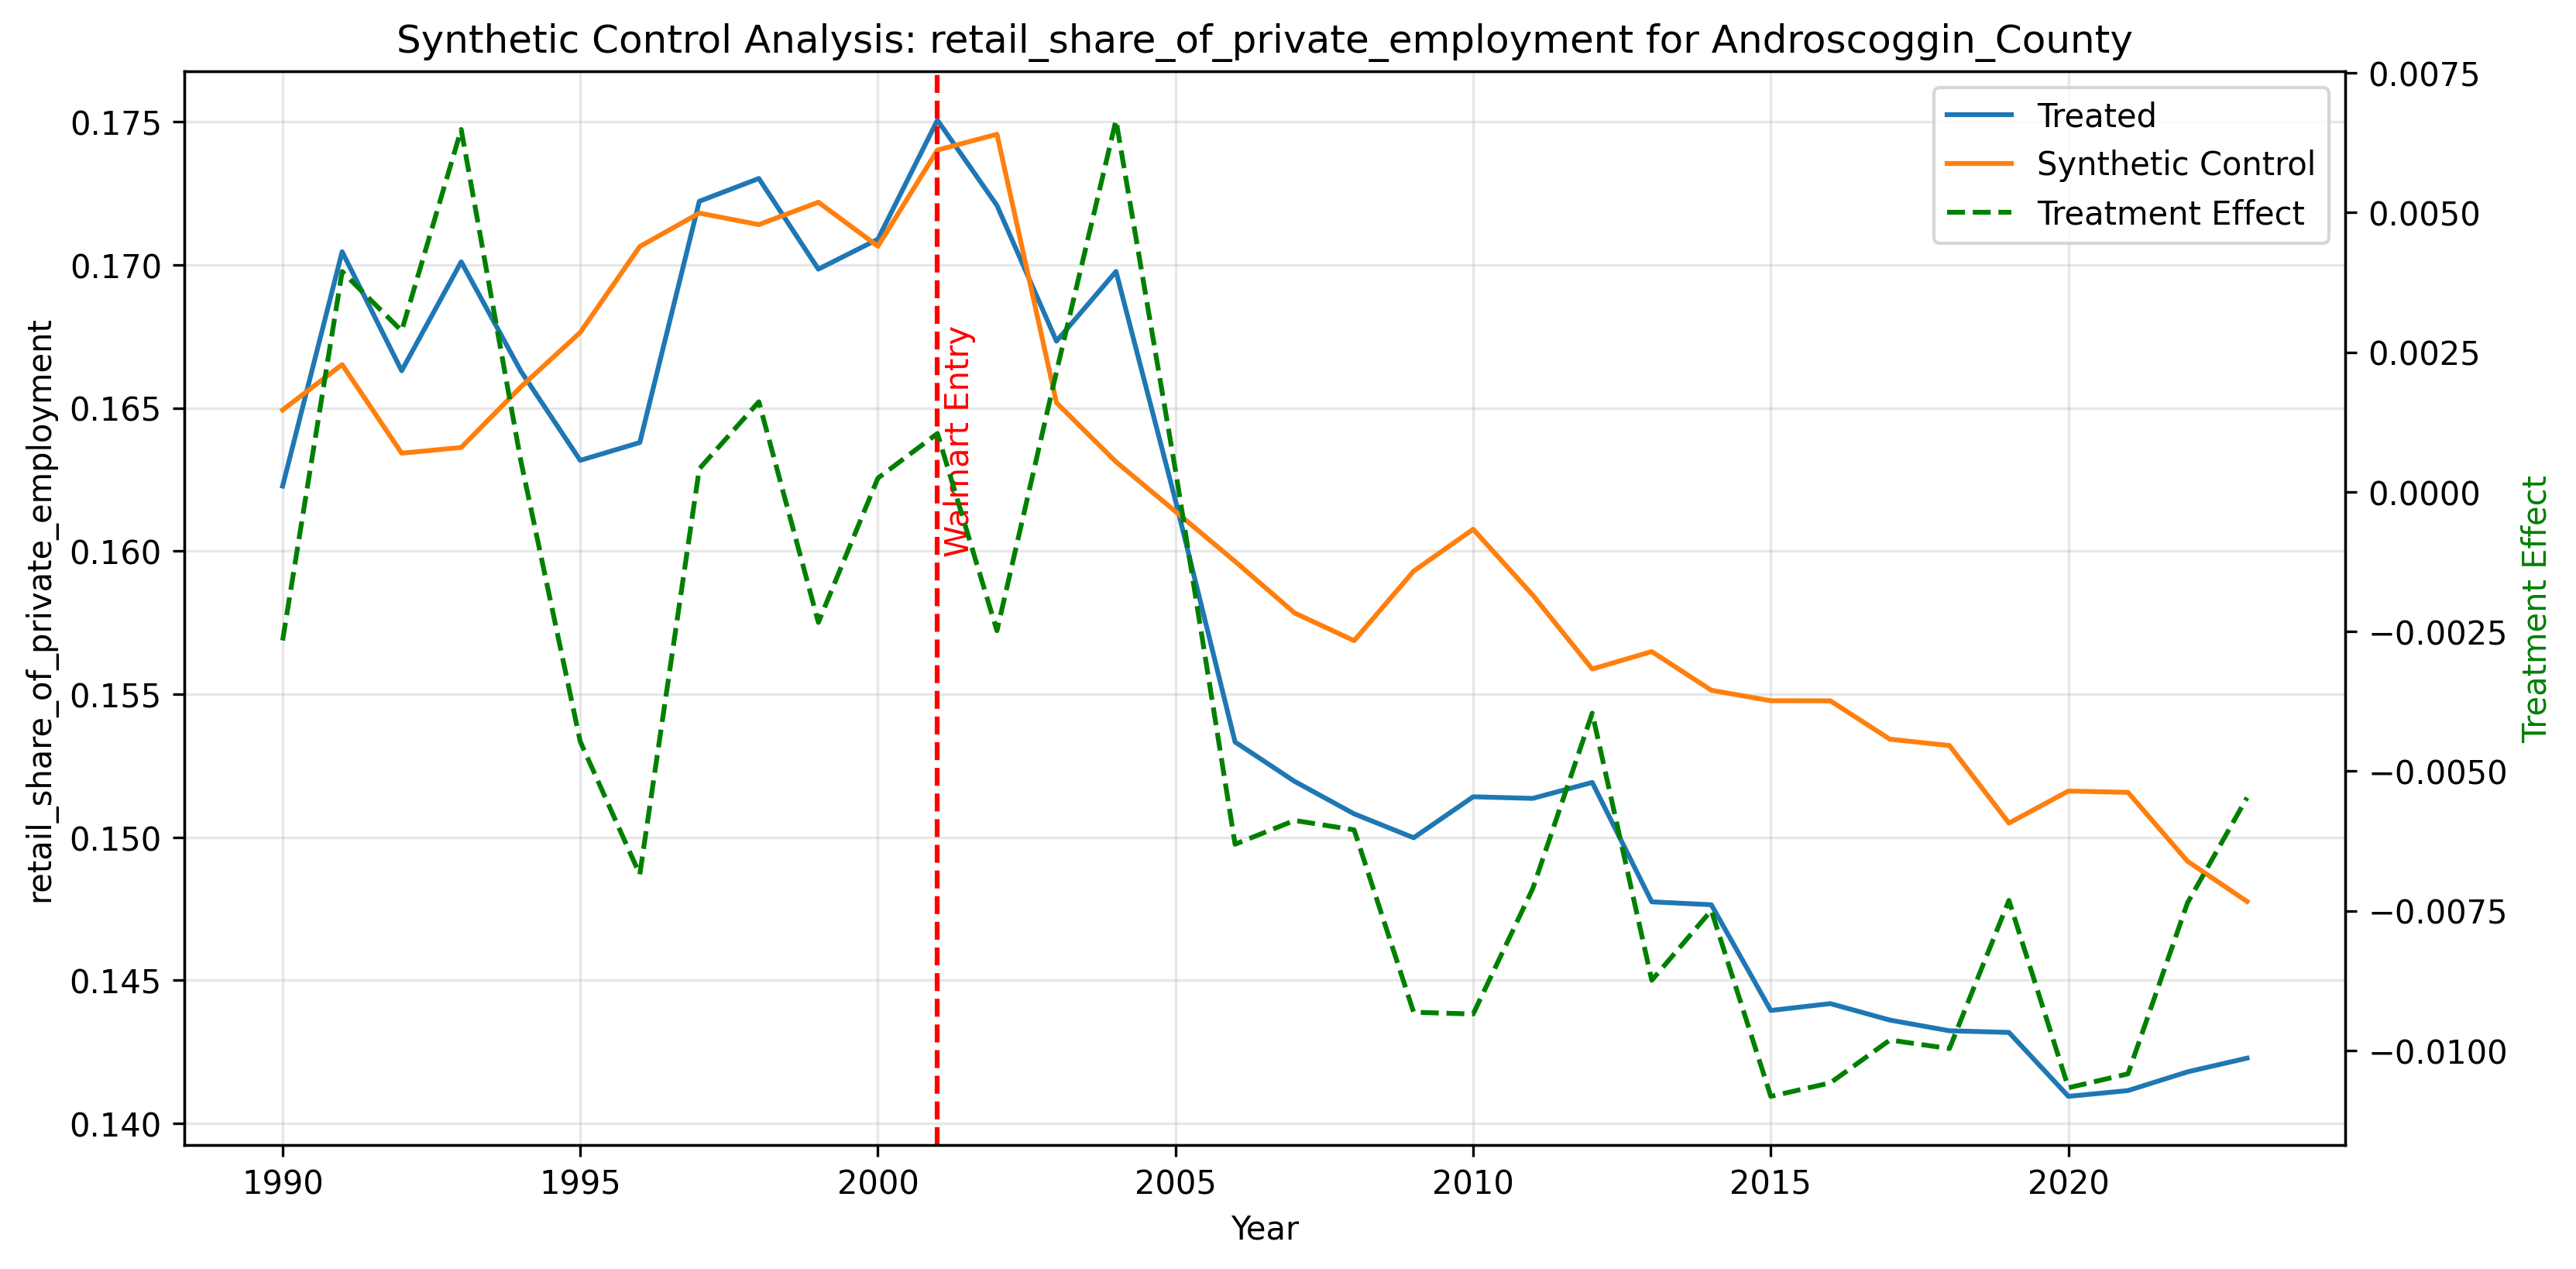 Synthetic Control Analysis: retail_share_of_private_employment for Androscoggin_County
retail_share_of_private_employment
0.175
0.170
0.165
0.160
0.155
0.150
0.145
0.140
Walmart Entry
Treated
Synthetic Control
Treatment Effect
0.0075
0.0050
0.0025
0.0000
−0.0025
−0.0050
−0.0075
−0.0100
Treatment Effect
1990
1995
2000
2005
2010
2015
2020
Year